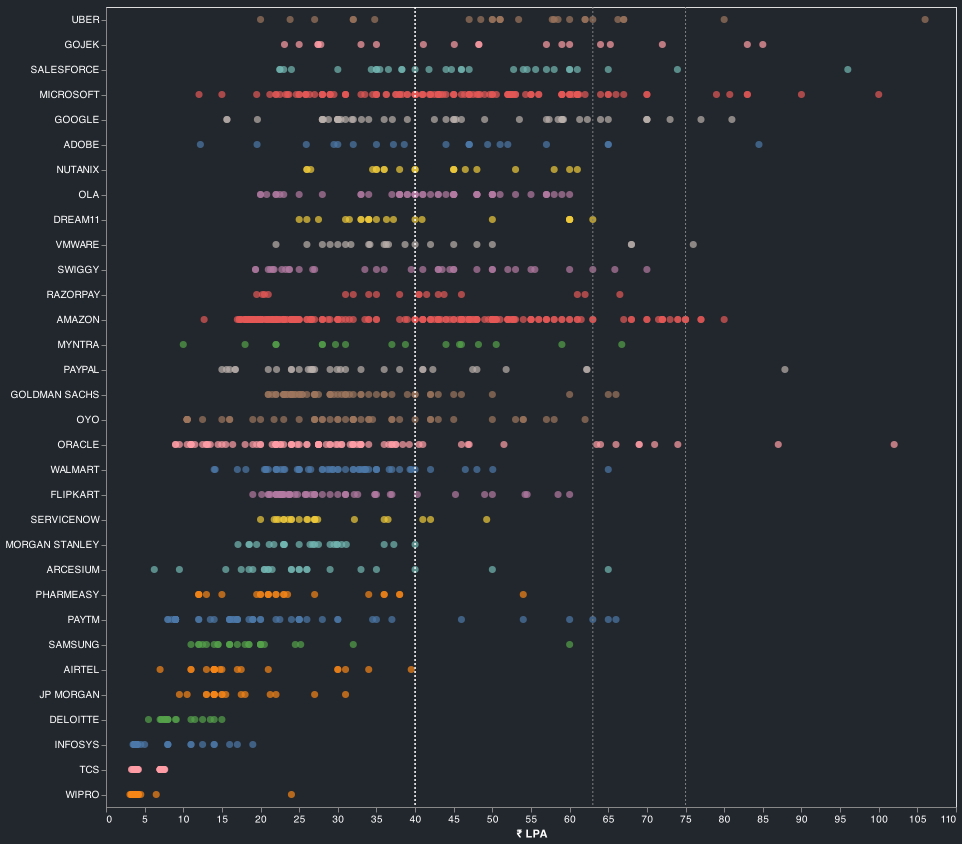 UBER
GOJEK
SALESFORCE
MICROSOFT
GOOGLE
ADOBE
NUTANIX
OLA
DREAM11
VMWARE
SWIGGY
RAZORPAY
AMAZON
MYNTRA
PAYPAL
GOLDMAN SACHS
OYO
ORACLE
WALMART
FLIPKART
SERVICENOW
MORGAN STANLEY
ARCESIUM
PHARMEASY
PAYTM
SAMSUNG
AIRTEL
JP MORGAN
DELOITTE
INFOSYS
TCS
WIPRO
0 5 10 15 20 25 30 35 40 45 50 55 60 65 70 75 80 85 90 95 100 105 110
₹ LPA